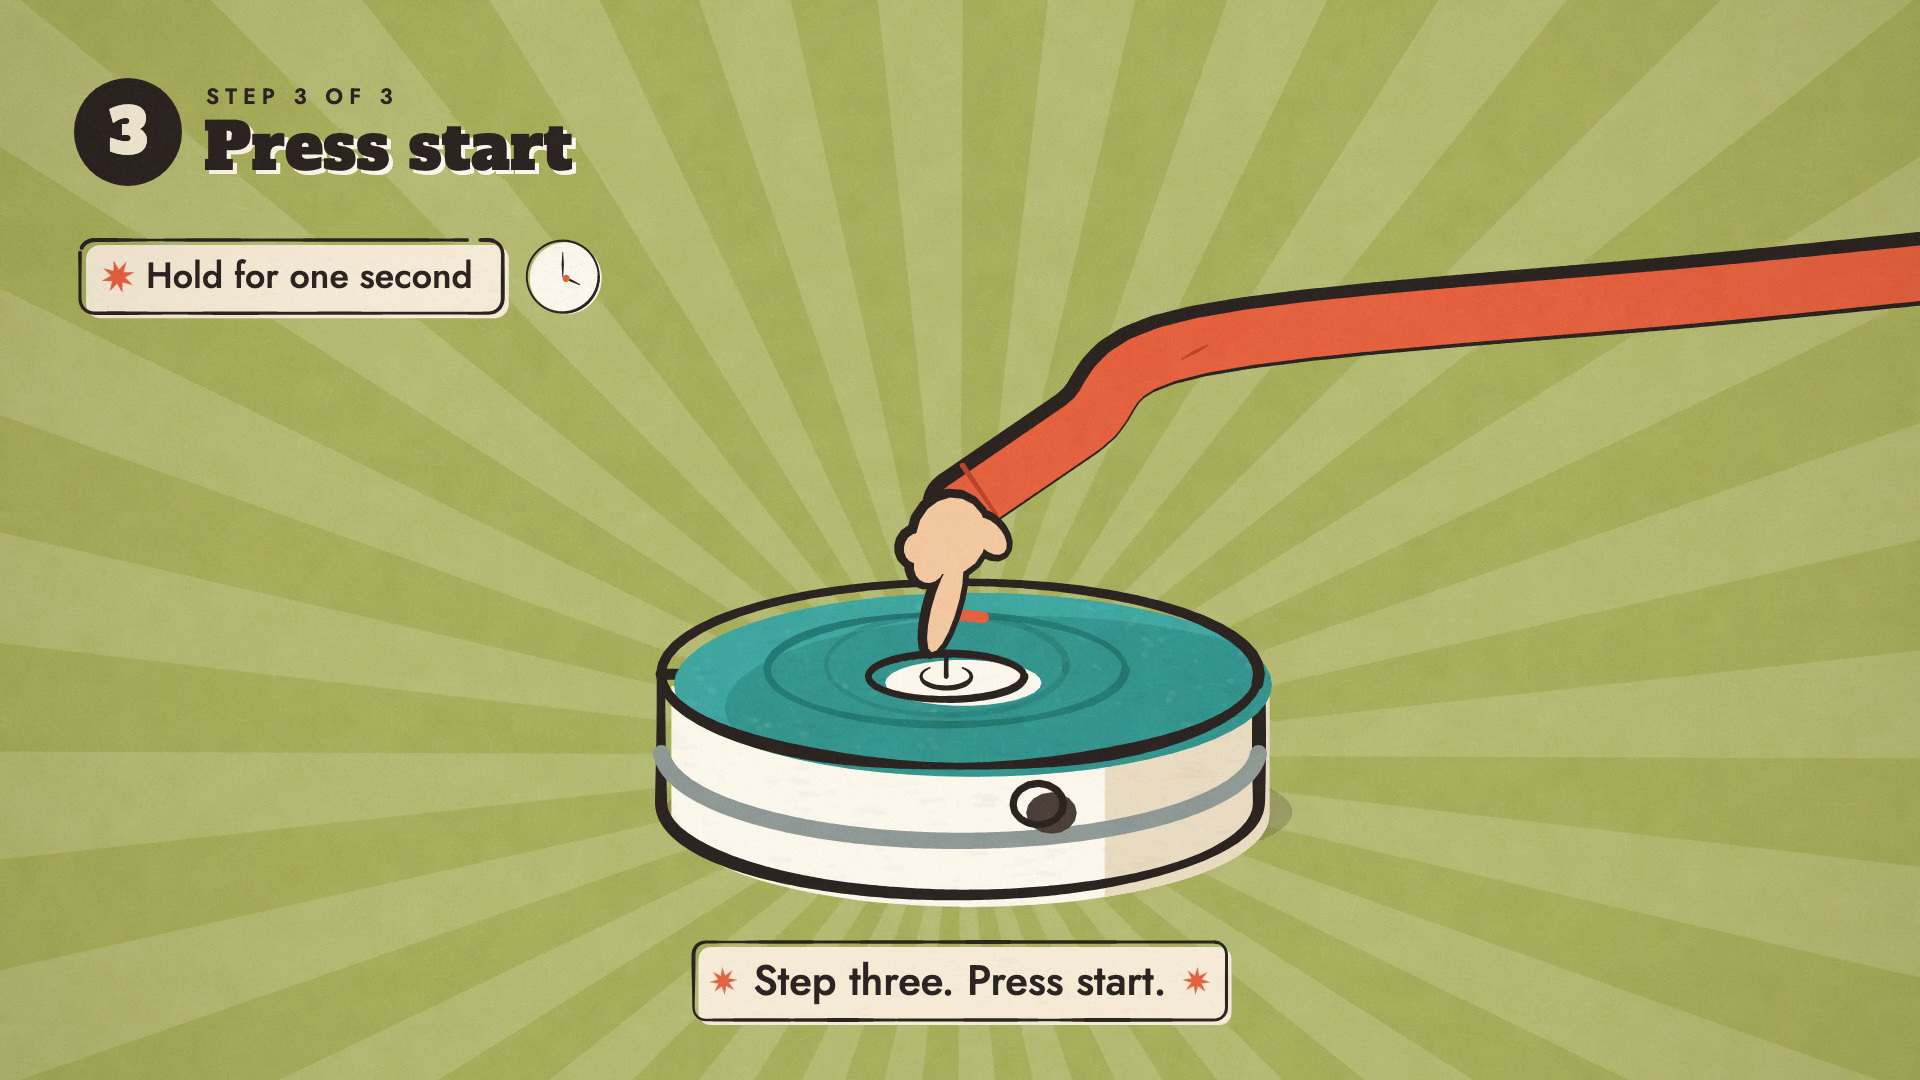 3
STEP 3 OF 3
Press start
Hold for one second
Step three. Press start.